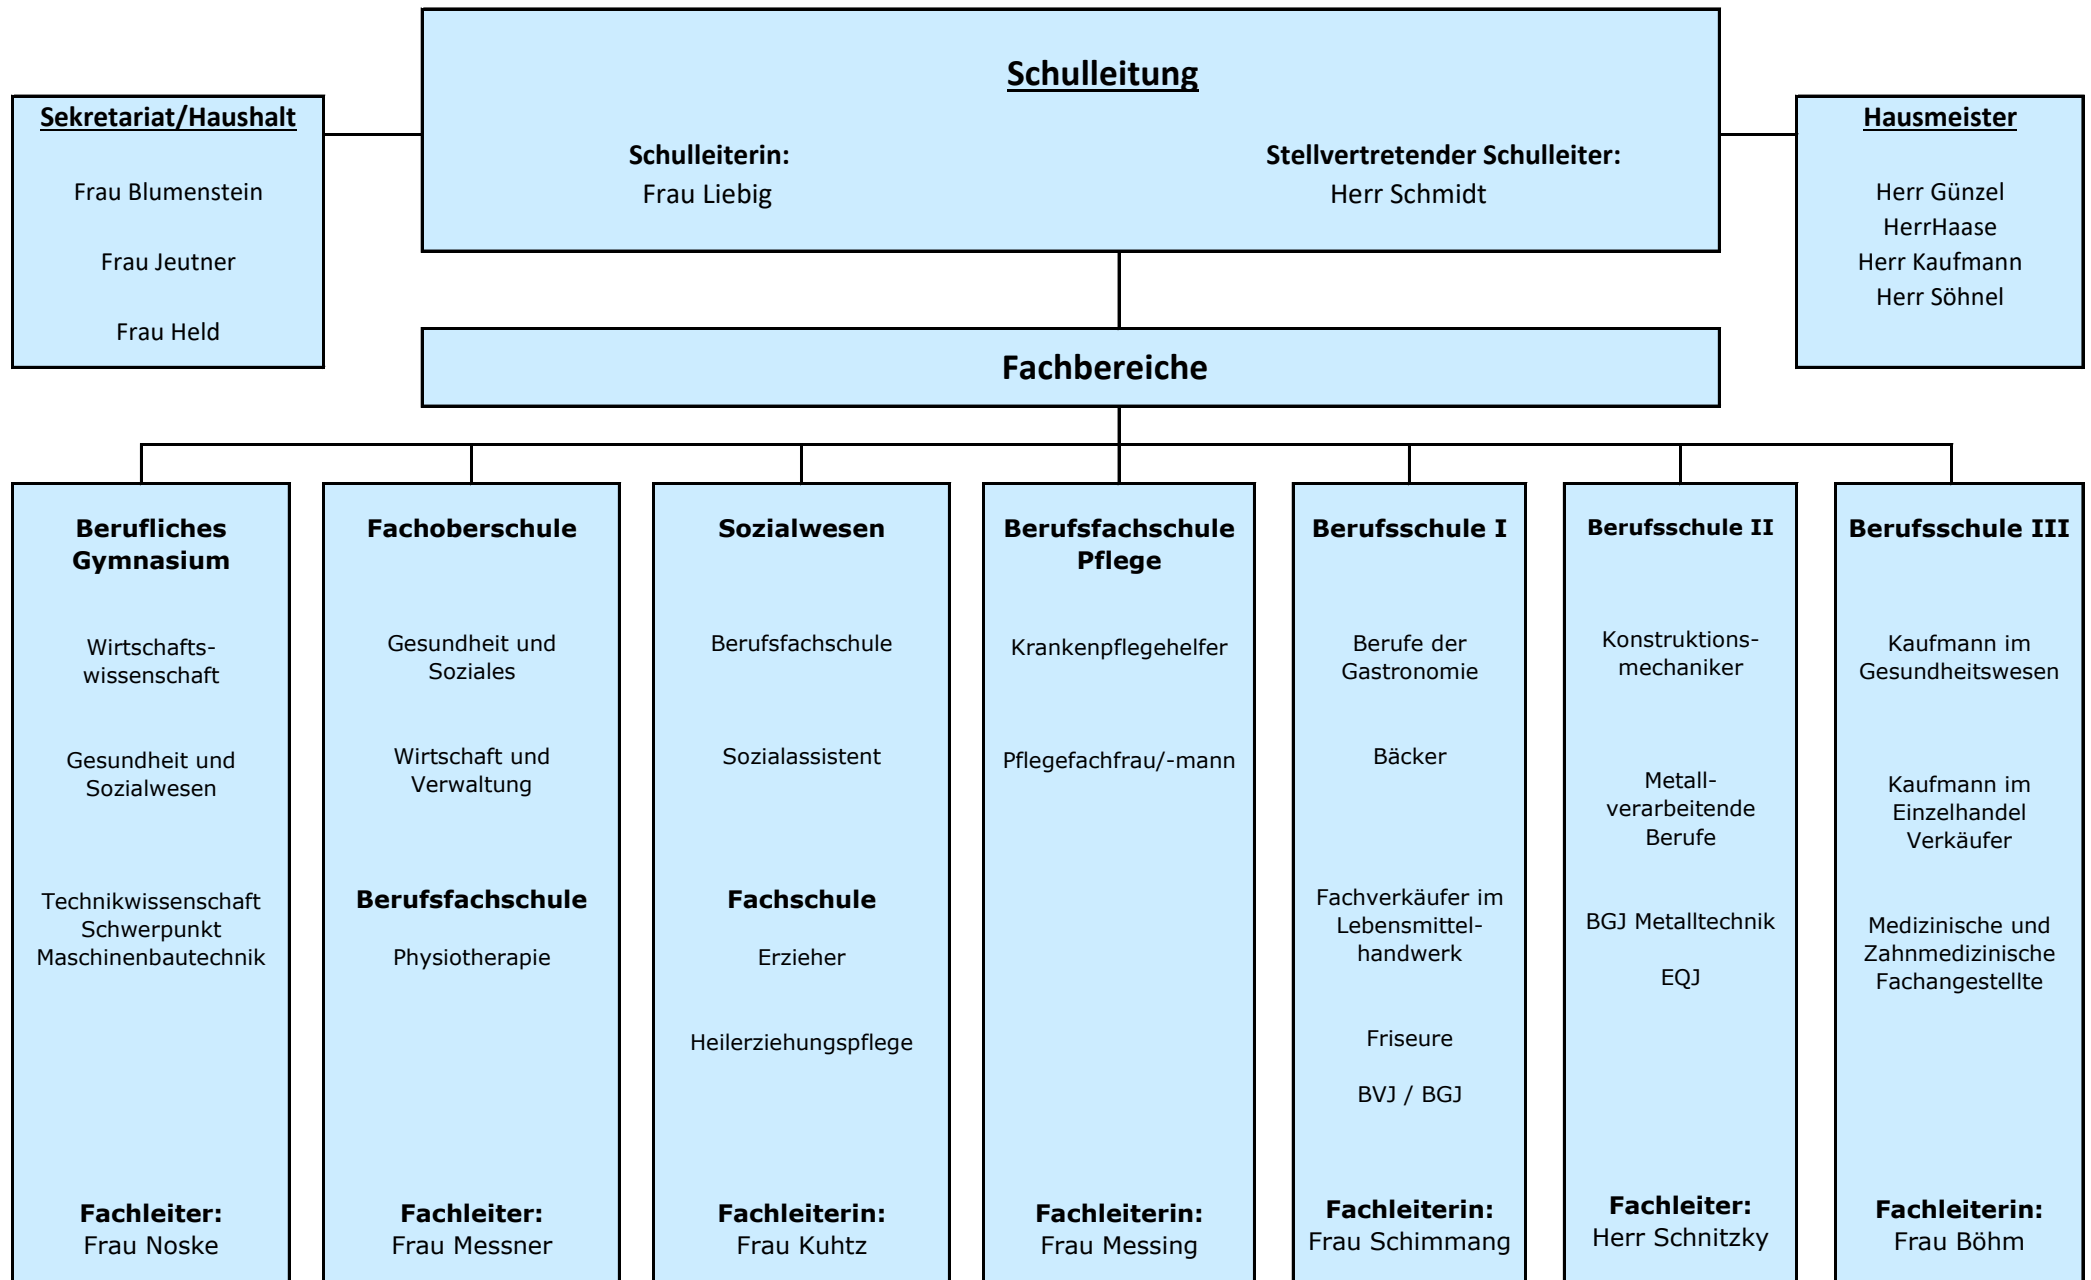 Schulleitung
Schulleiterin:
Frau Liebig
Stellvertretender Schulleiter:
Herr Schmidt
Sekretariat/Haushalt
Frau Blumenstein
Frau Jeutner
Frau Held
Hausmeister
Herr Günzel
HerrHaase
Herr Kaufmann
Herr Söhnel
Fachbereiche
Berufliches
Gymnasium
Wirtschafts-
wissenschaft
Gesundheit und
Sozialwesen
Technikwissenschaft
Schwerpunkt
Maschinenbautechnik
Fachleiter:
Frau Noske
Fachoberschule
Gesundheit und
Soziales
Wirtschaft und
Verwaltung
Berufsfachschule
Physiotherapie
Fachleiter:
Frau Messner
Sozialwesen
Berufsfachschule
Sozialassistent
Fachschule
Erzieher
Heilerziehungspflege
Fachleiterin:
Frau Kuhtz
Berufsfachschule
Pflege
Krankenpflegehelfer
Pflegefachfrau/-mann
Fachleiterin:
Frau Messing
Berufsschule I
Berufe der
Gastronomie
Bäcker
Fachverkäufer im
Lebensmittel-
handwerk
Friseure
BVJ / BGJ
Fachleiterin:
Frau Schimmang
Berufsschule II
Konstruktions-
mechaniker
Metall-
verarbeitende
Berufe
BGJ Metalltechnik
EQJ
Fachleiter:
Herr Schnitzky
Berufsschule III
Kaufmann im
Gesundheitswesen
Kaufmann im
Einzelhandel
Verkäufer
Medizinische und
Zahnmedizinische
Fachangestellte
Fachleiterin:
Frau Böhm